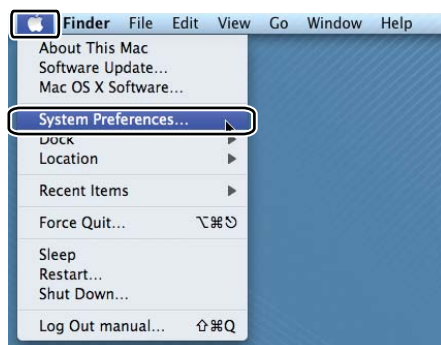 Finder File Edit View Go Window Help
About This Mac
Software Update...
Mac OS X Software...
System Preferences...
Dock
Location
Recent Items
Force Quit... ⌥⌘⎋
Sleep
Restart...
Shut Down...
Log Out manual... ⇧⌘Q